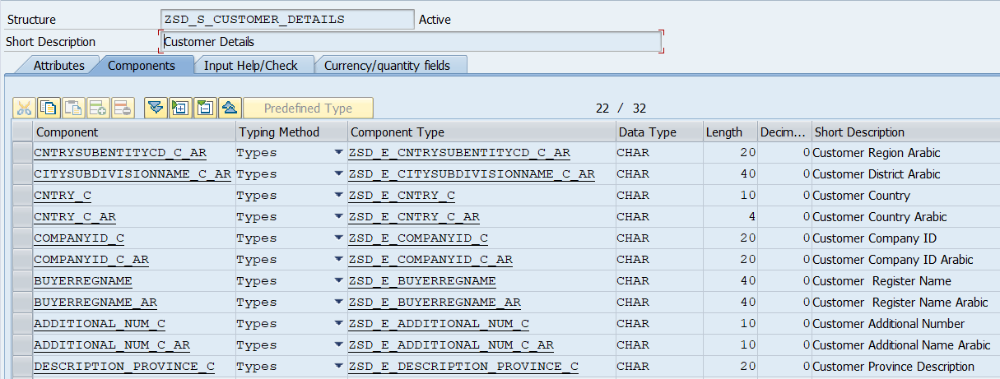 Structure ZSD_S_CUSTOMER_DETAILS Active
Short Description Customer Details
Attributes Components Input Help/Check Currency/quantity fields
Predefined Type 22 / 32
Component Typing Method Component Type Data Type Length Decim... Short Description
CNTRYSUBENTITYCD_C_AR Types ZSD_E_CNTRYSUBENTITYCD_C_AR CHAR 20 0 Customer Region Arabic
CITYSUBDIVISIONNAME_C_AR Types ZSD_E_CITYSUBDIVISIONNAME_C_AR CHAR 40 0 Customer District Arabic
CNTRY_C Types ZSD_E_CNTRY_C CHAR 10 0 Customer Country
CNTRY_C_AR Types ZSD_E_CNTRY_C_AR CHAR 4 0 Customer Country Arabic
COMPANYID_C Types ZSD_E_COMPANYID_C CHAR 20 0 Customer Company ID
COMPANYID_C_AR Types ZSD_E_COMPANYID_C_AR CHAR 20 0 Customer Company ID Arabic
BUYERREGNAME Types ZSD_E_BUYERREGNAME CHAR 40 0 Customer  Register Name
BUYERREGNAME_AR Types ZSD_E_BUYERREGNAME_AR CHAR 40 0 Customer  Register Name Arabic
ADDITIONAL_NUM_C Types ZSD_E_ADDITIONAL_NUM_C CHAR 10 0 Customer Additional Number
ADDITIONAL_NUM_C_AR Types ZSD_E_ADDITIONAL_NUM_C_AR CHAR 10 0 Customer Additional Name Arabic
DESCRIPTION_PROVINCE_C Types ZSD_E_DESCRIPTION_PROVINCE_C CHAR 20 0 Customer Province Description